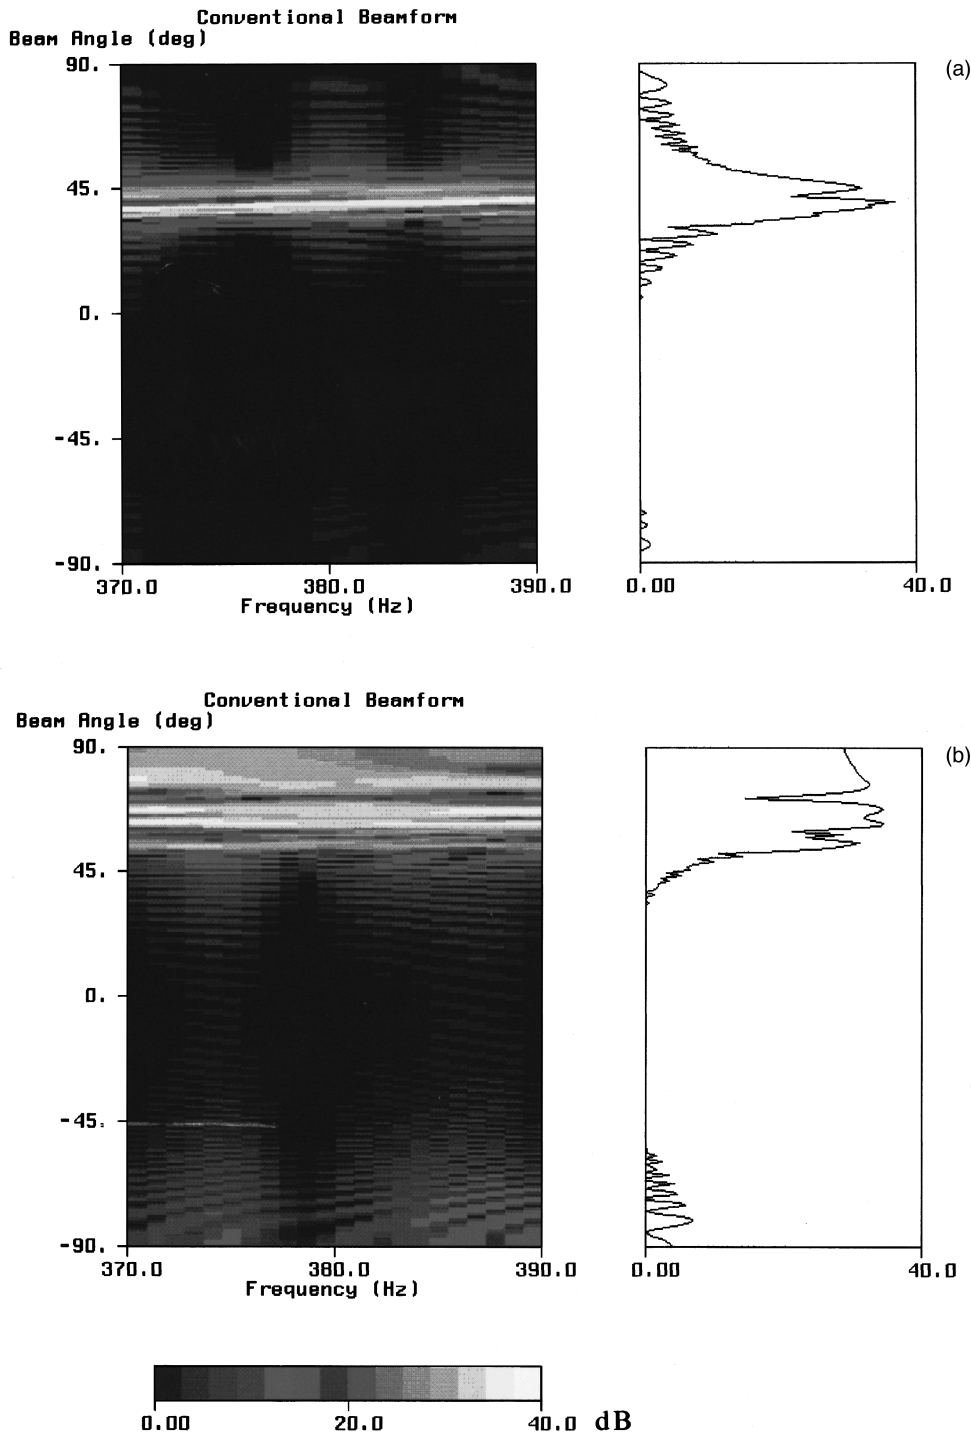 Conventional Beamform
Beam Angle (deg)
(a)
90.
45.
0.
-45.
-90.
370.0 380.0 390.0
Frequency (Hz)
0.00 40.0
Conventional Beamform
Beam Angle (deg)
(b)
90.
45.
0.
-45.
-90.
370.0 380.0 390.0
Frequency (Hz)
0.00 40.0
0.00 20.0 40.0 dB